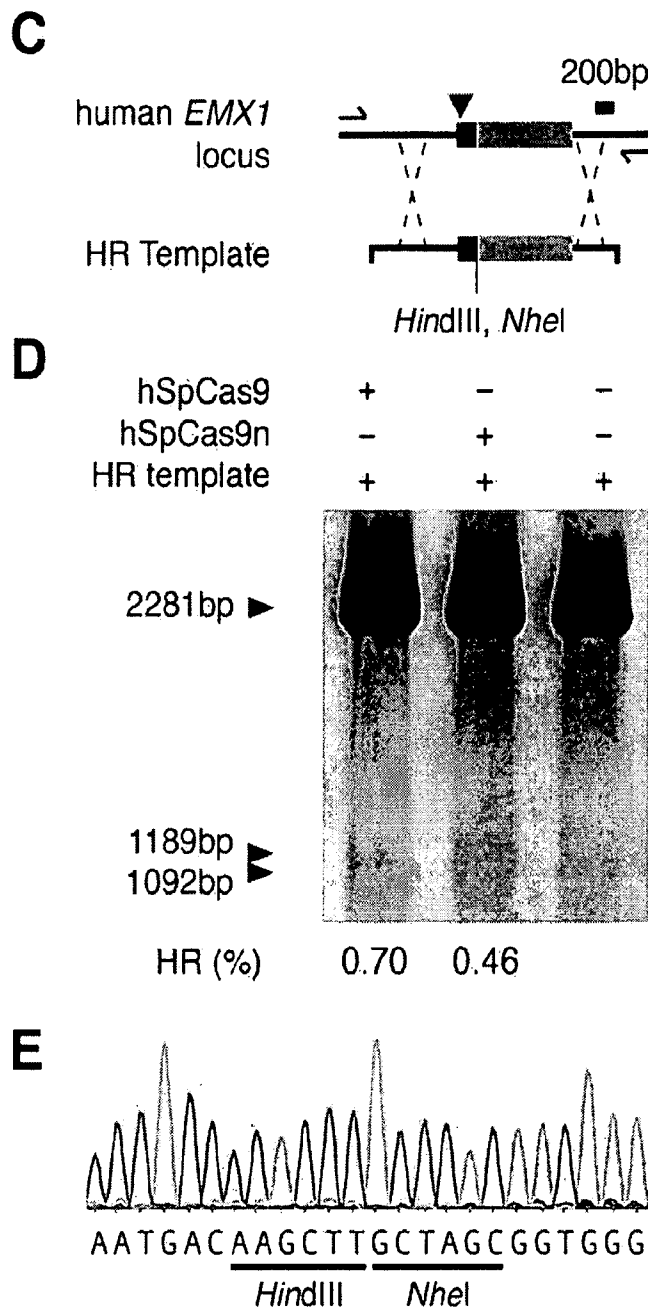 C
200bp
human EMX1
locus
HR Template
HindIII, NheI
D
hSpCas9 + − −
hSpCas9n − + −
HR template + + +
2281bp
1189bp
1092bp
HR (%) 0.70 0.46
E
AATGACAAGCTTGCTAGCGGTGGG
HindIII NheI